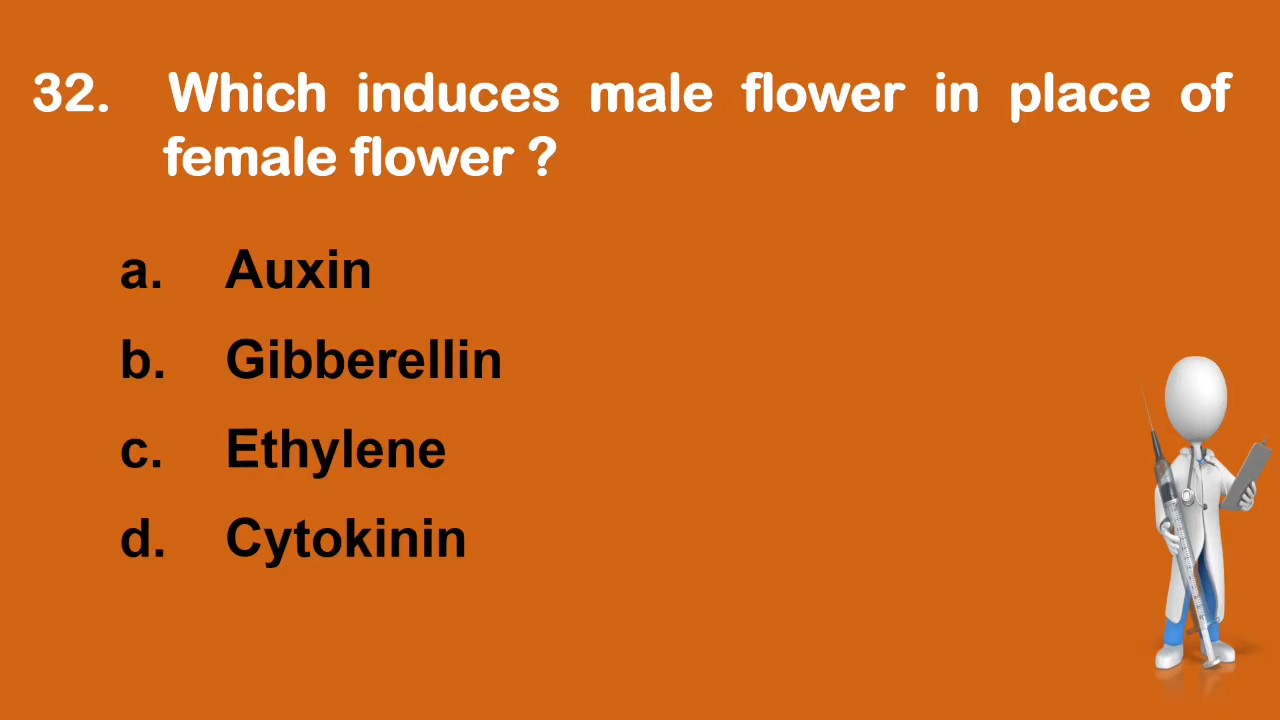 32. Which induces male flower in place of
female flower ?
a. Auxin
b. Gibberellin
c. Ethylene
d. Cytokinin